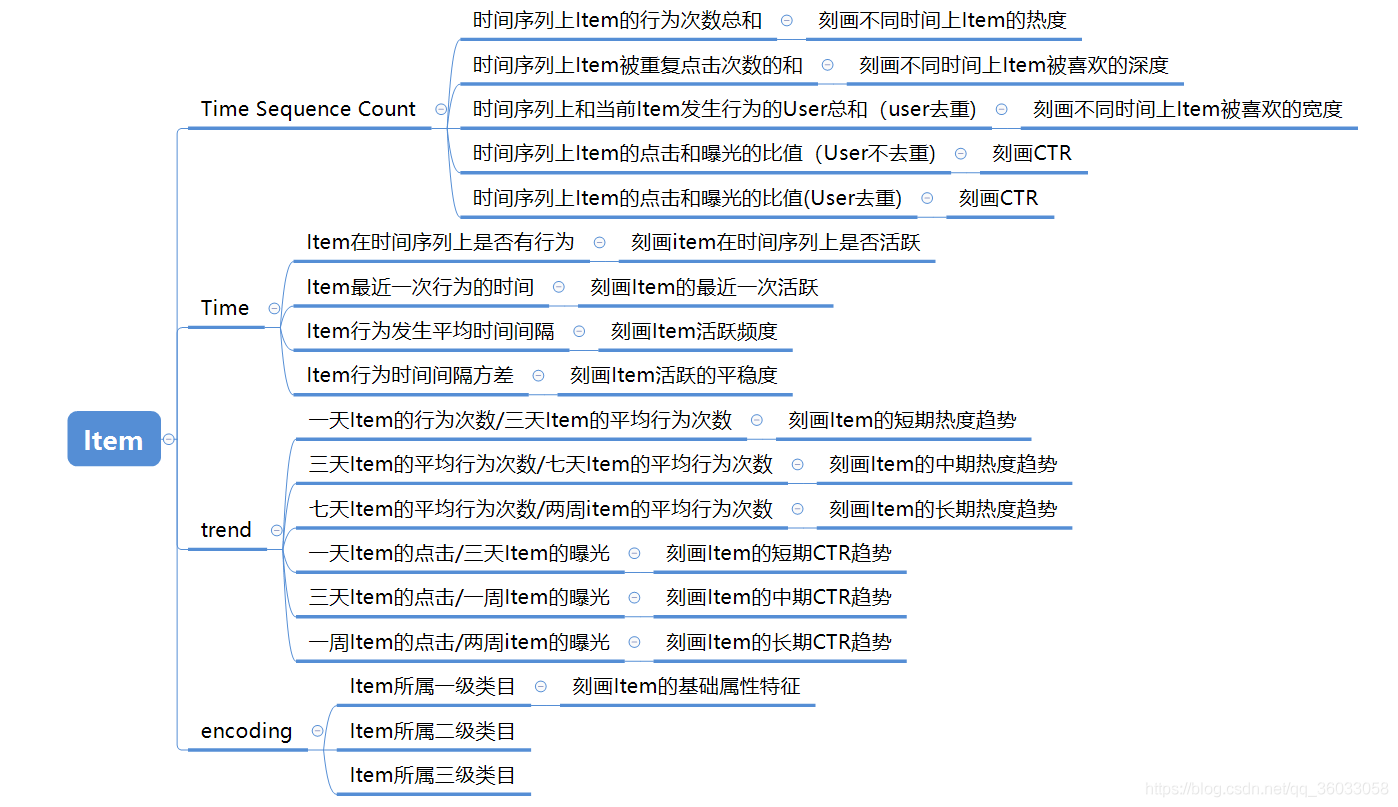 时间序列上Item的行为次数总和 刻画不同时间上Item的热度
时间序列上Item被重复点击次数的和 刻画不同时间上Item被喜欢的深度
Time Sequence Count 时间序列上和当前Item发生行为的User总和（user去重） 刻画不同时间上Item被喜欢的宽度
时间序列上Item的点击和曝光的比值（User不去重） 刻画CTR
时间序列上Item的点击和曝光的比值(User去重) 刻画CTR
Item在时间序列上是否有行为 刻画item在时间序列上是否活跃
Item最近一次行为的时间 刻画Item的最近一次活跃
Time
Item行为发生平均时间间隔 刻画Item活跃频度
Item行为时间间隔方差 刻画Item活跃的平稳度
一天Item的行为次数/三天Item的平均行为次数 刻画Item的短期热度趋势
Item
三天Item的平均行为次数/七天Item的平均行为次数 刻画Item的中期热度趋势
七天Item的平均行为次数/两周item的平均行为次数 刻画Item的长期热度趋势
trend
一天Item的点击/三天Item的曝光 刻画Item的短期CTR趋势
三天Item的点击/一周Item的曝光 刻画Item的中期CTR趋势
一周Item的点击/两周item的曝光 刻画Item的长期CTR趋势
Item所属一级类目 刻画Item的基础属性特征
encoding Item所属二级类目
Item所属三级类目
https://blog.csdn.net/qq_36033058